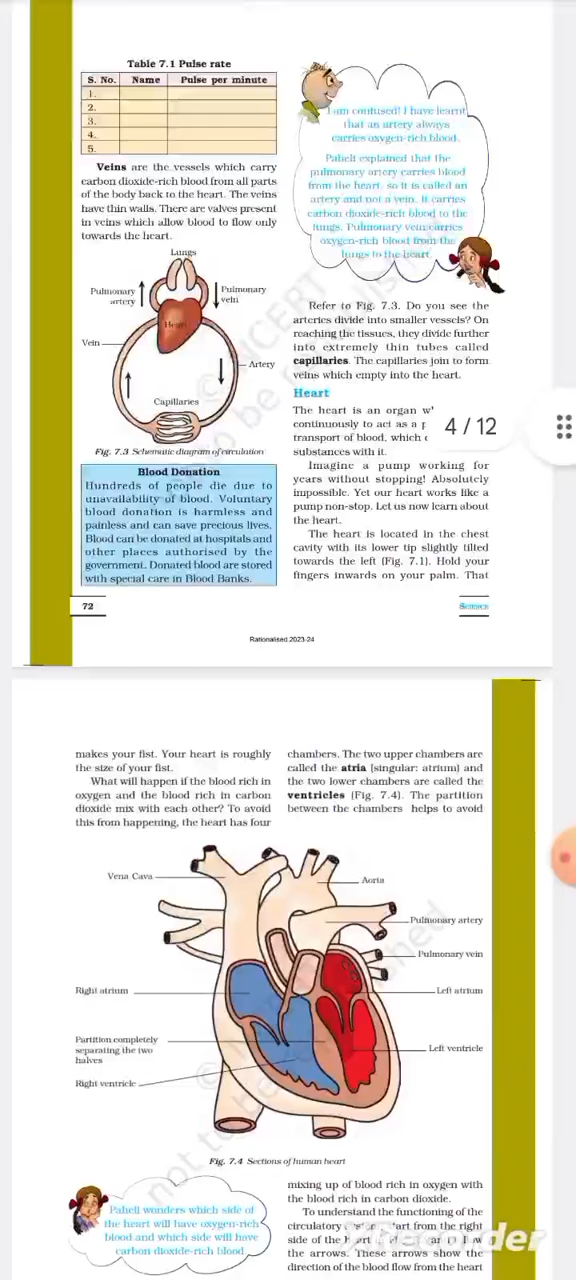 Table 7.1 Pulse rate
S. No. Name Pulse per minute
1.
2.
3.
4.
5.
Veins are the vessels which carry
carbon dioxide-rich blood from all parts
of the body back to the heart. The veins
have thin walls. There are valves present
in veins which allow blood to flow only
towards the heart.
Lungs
Pulmonary
artery
Pulmonary
vein
Heart
Vein
Artery
Capillaries
Fig. 7.3 Schematic diagram of circulation
Blood Donation
Hundreds of people die due to
unavailability of blood. Voluntary
blood donation is harmless and
painless and can save precious lives.
Blood can be donated at hospitals and
other places authorised by the
government. Donated blood are stored
with special care in Blood Banks.
I am confused! I have learnt
that an artery always
carries oxygen-rich blood.
Paheli explained that the
pulmonary artery carries blood
from the heart, so it is called an
artery and not a vein. It carries
carbon dioxide-rich blood to the
lungs. Pulmonary vein carries
oxygen-rich blood from the
lungs to the heart.
Refer to Fig. 7.3. Do you see the
arteries divide into smaller vessels? On
reaching the tissues, they divide further
into extremely thin tubes called
capillaries. The capillaries join to form
veins which empty into the heart.
Heart
The heart is an organ
continuously to act as a
transport of blood, which
substances with it.
4 / 12
Imagine a pump working for
years without stopping! Absolutely
impossible. Yet our heart works like a
pump non-stop. Let us now learn about
the heart.
The heart is located in the chest
cavity with its lower tip slightly tilted
towards the left (Fig. 7.1). Hold your
fingers inwards on your palm. That
72
SCIENCE
Rationalised 2023-24
makes your fist. Your heart is roughly
the size of your fist.
What will happen if the blood rich in
oxygen and the blood rich in carbon
dioxide mix with each other? To avoid
this from happening, the heart has four
chambers. The two upper chambers are
called the atria (singular: atrium) and
the two lower chambers are called the
ventricles (Fig. 7.4). The partition
between the chambers helps to avoid
Vena Cava
Aorta
Pulmonary artery
Pulmonary vein
Right atrium
Left atrium
Partition completely
separating the two
halves
Left ventricle
Right ventricle
Fig. 7.4 Sections of human heart
Paheli wonders which side of
the heart will have oxygen-rich
blood and which side will have
carbon dioxide-rich blood
mixing up of blood rich in oxygen with
the blood rich in carbon dioxide.
To understand the functioning of the
circulatory start from the right
side of the
the arrows. These arrows show the
direction of the blood flow from the heart